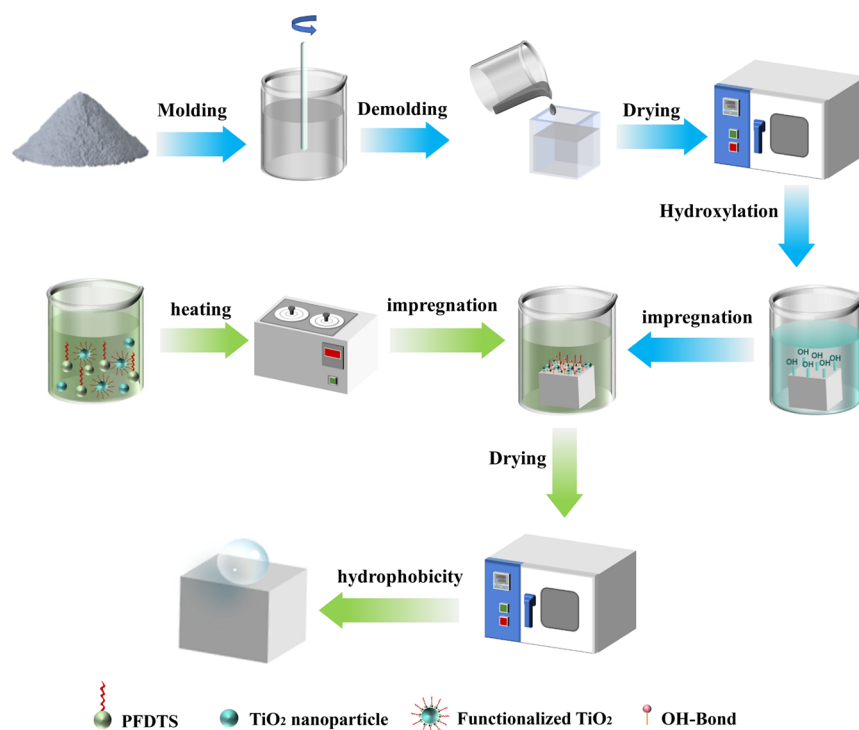 Molding
Demolding
Drying
Hydroxylation
heating
impregnation
impregnation
OH
OH
OH
OH
OH
OH
Drying
hydrophobicity
PFDTS
TiO₂ nanoparticle
Functionalized TiO₂
OH-Bond